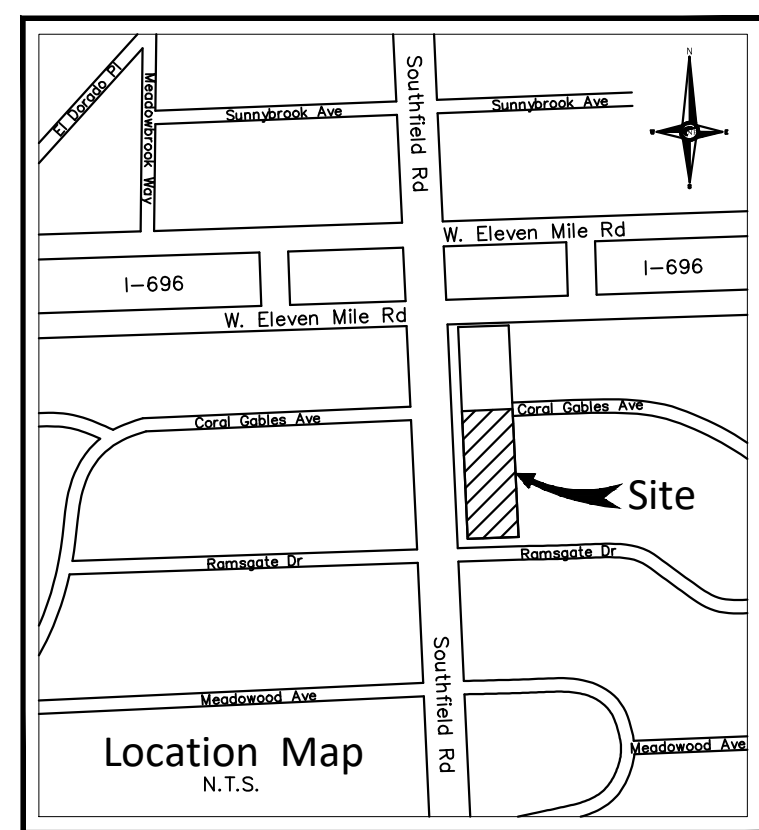 El Dorado Pl
Meadowbrook Way
Sunnybrook Ave
Southfield Rd
Sunnybrook Ave
N
W. Eleven Mile Rd
I-696
I-696
W. Eleven Mile Rd
Coral Gables Ave
Coral Gables Ave
Site
Ramsgate Dr
Ramsgate Dr
Southfield Rd
Meadowood Ave
Meadowood Ave
Location Map
N.T.S.